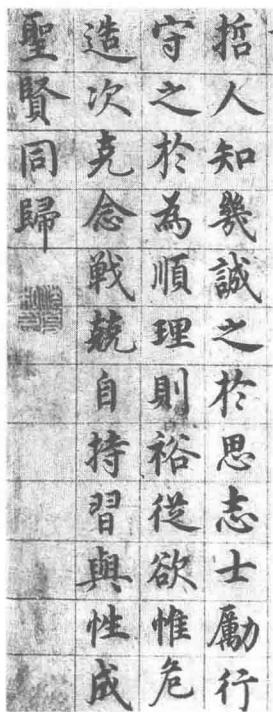 哲人知幾誠之於思志士勵行
守之於為順理則裕從欲惟危
造次克念戰兢自持習與性成
聖賢同歸